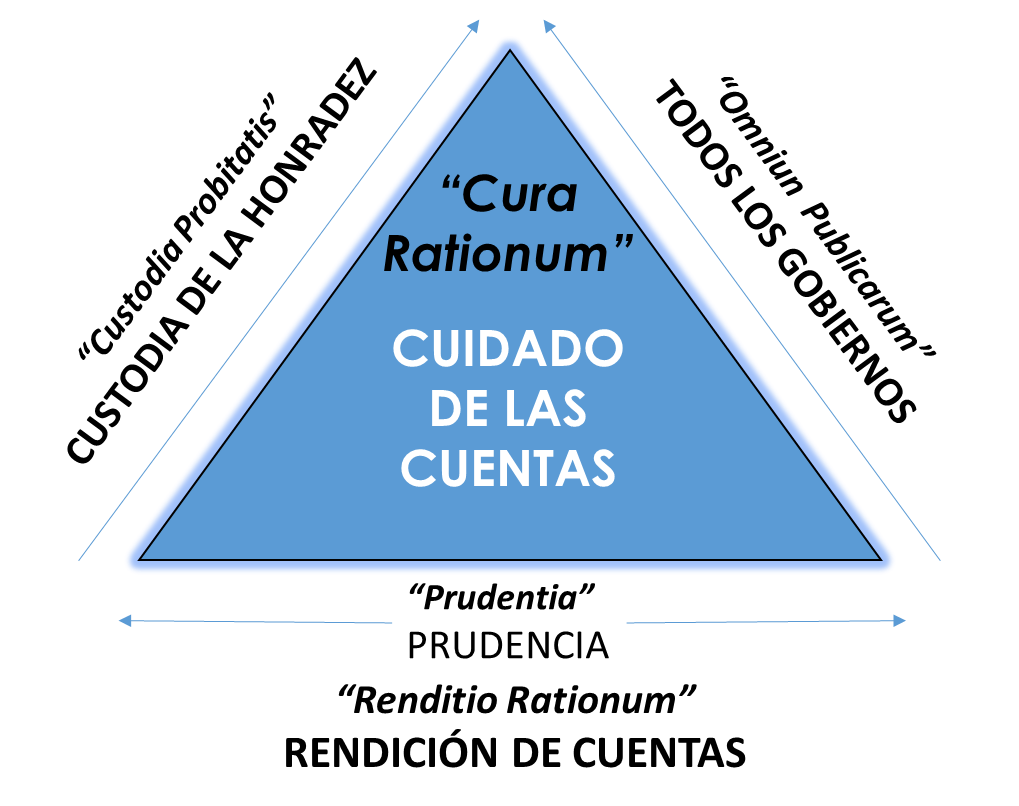 “Custodia Probitatis”
CUSTODIA DE LA HONRADEZ
“Omniun Publicarum”
TODOS LOS GOBIERNOS
“Cura
Rationum”
CUIDADO
DE LAS
CUENTAS
“Prudentia”
PRUDENCIA
“Renditio Rationum”
RENDICIÓN DE CUENTAS